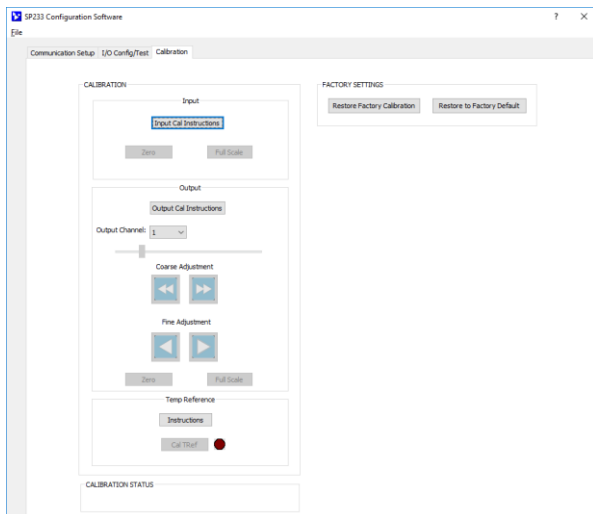 SP233 Configuration Software
File
Communication Setup I/O Config/Test Calibration
CALIBRATION
Input
Input Cal Instructions
Zero Full Scale
Output
Output Cal Instructions
Output Channel: 1
Coarse Adjustment
Fine Adjustment
Zero Full Scale
Temp Reference
Instructions
Cal TRef
CALIBRATION STATUS
FACTORY SETTINGS
Restore Factory Calibration Restore to Factory Default